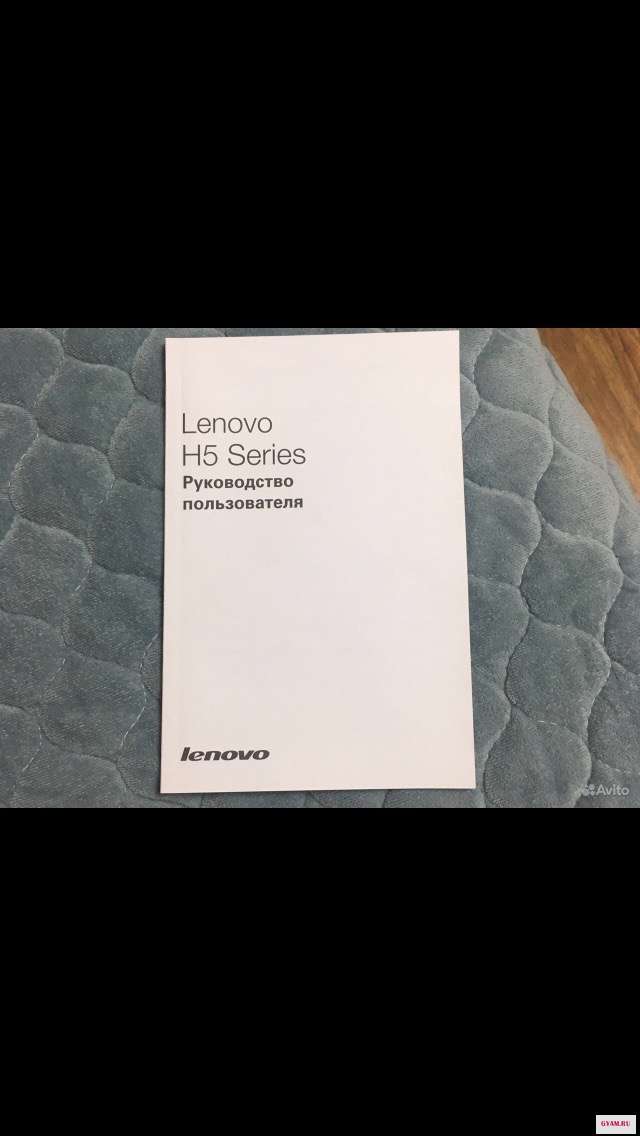 Lenovo
H5 Series
Руководство
пользователя
lenovo
Avito
GYAM.RU